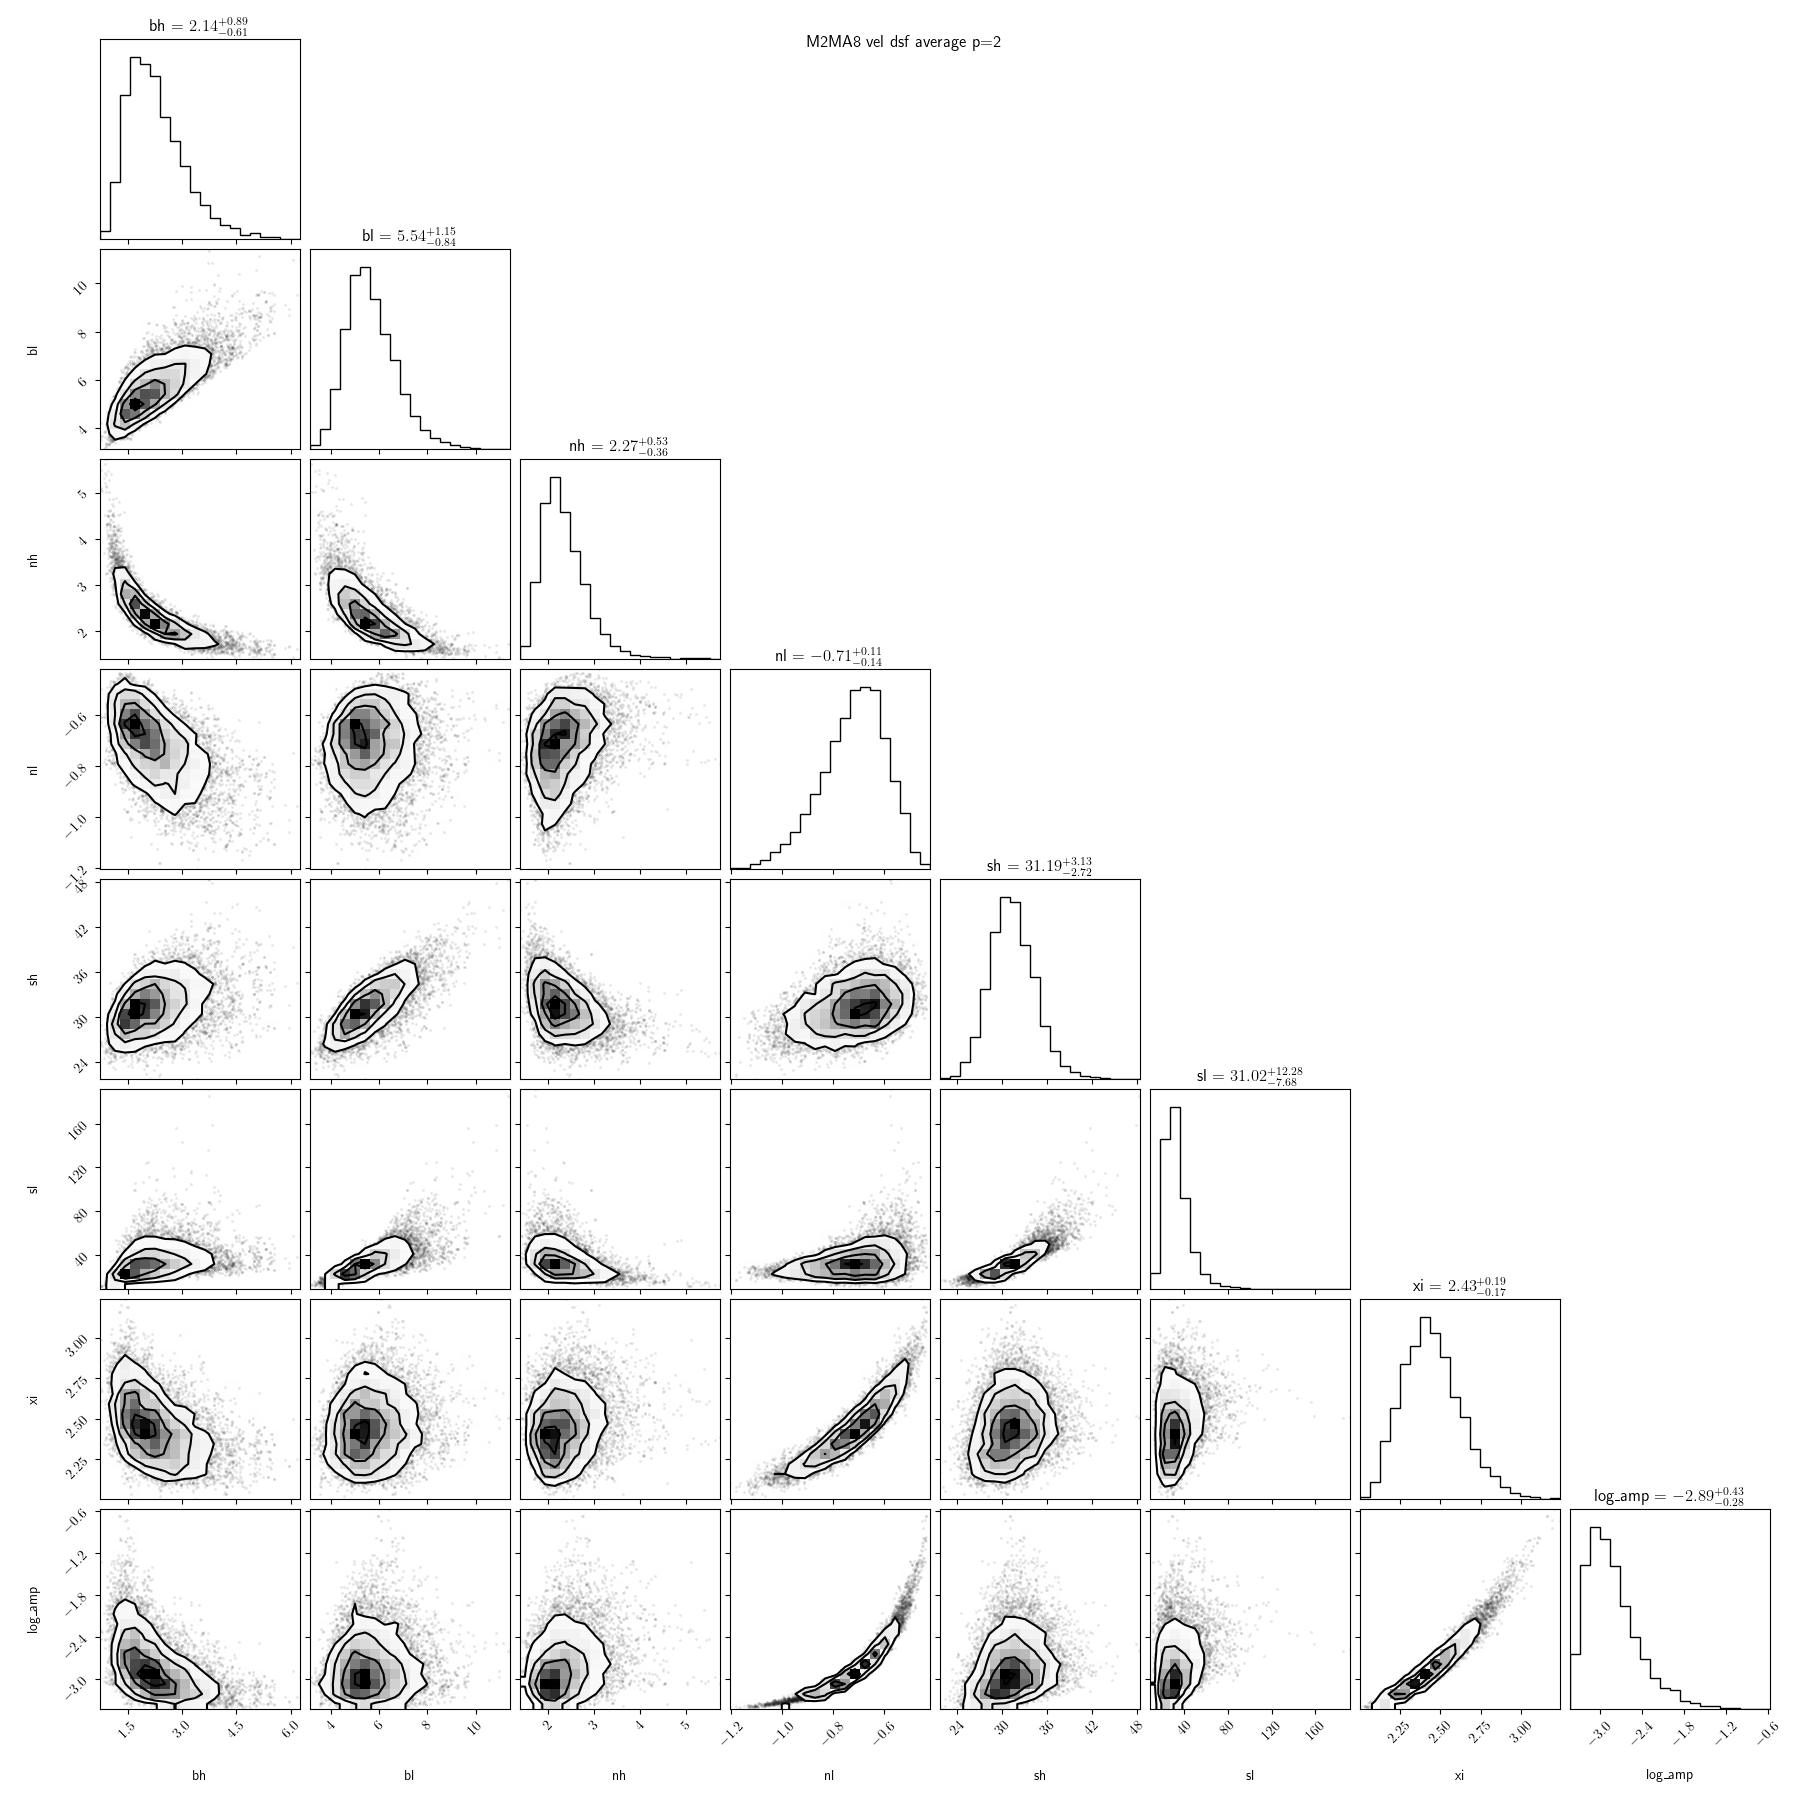 bh = 2.14+0.89−0.61
M2MA8 vel dsf average p=2
bl = 5.54+1.15−0.84
10
8
6
4
bl
nh = 2.27+0.53−0.36
5
4
3
2
nh
nl = −0.71+0.11−0.14
−0.6
−0.8
−1.0
−1.2
nl
sh = 31.19+3.13−2.72
48
42
36
30
24
sh
sl = 31.02+12.28−7.68
160
120
80
40
sl
xi = 2.43+0.19−0.17
3.00
2.75
2.50
2.25
xi
log_amp = −2.89+0.43−0.28
−0.6
−1.2
−1.8
−2.4
−3.0
log_amp
1.5 3.0 4.5 6.0 4 6 8 10 2 3 4 5 −1.2 −1.0 −0.8 −0.6 24 30 36 42 48 40 80 120 160 2.25 2.50 2.75 3.00 −3.0 −2.4 −1.8 −1.2 −0.6
bh bl nh nl sh sl xi log_amp